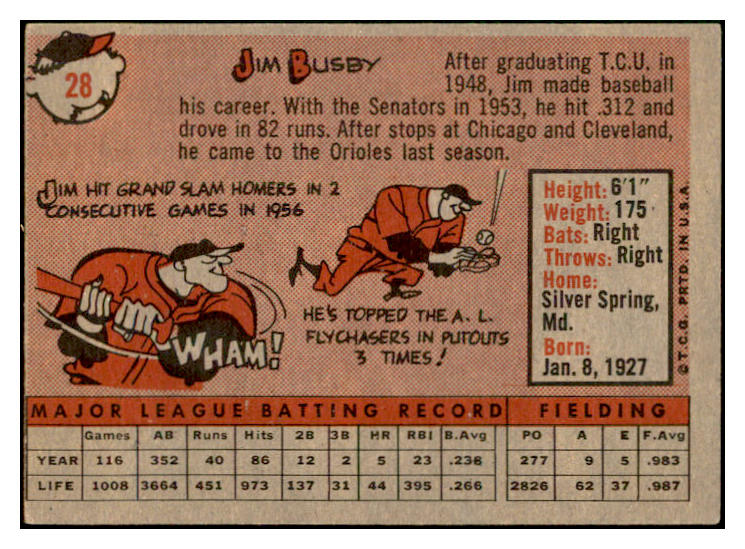 28
Jim Busby
After graduating T.C.U. in
1948, Jim made baseball
his career. With the Senators in 1953, he hit .312 and
drove in 82 runs. After stops at Chicago and Cleveland,
he came to the Orioles last season.
JIM HIT GRAND SLAM HOMERS IN 2
CONSECUTIVE GAMES IN 1956
WHAM!
HE'S TOPPED THE A. L.
FLYCHASERS IN PUTOUTS
3 TIMES!
Height: 6'1"
Weight: 175
Bats: Right
Throws: Right
Home:
Silver Spring,
Md.
Born:
Jan. 8, 1927
©T.C.G. PRTD. IN U.S.A.
MAJOR LEAGUE BATTING RECORD FIELDING
Games AB Runs Hits 2B 3B HR RBI B.Avg PO A E F.Avg
YEAR 116 352 40 86 12 2 5 23 .238 277 9 5 .983
LIFE 1008 3664 451 973 137 31 44 395 .266 2826 62 37 .987